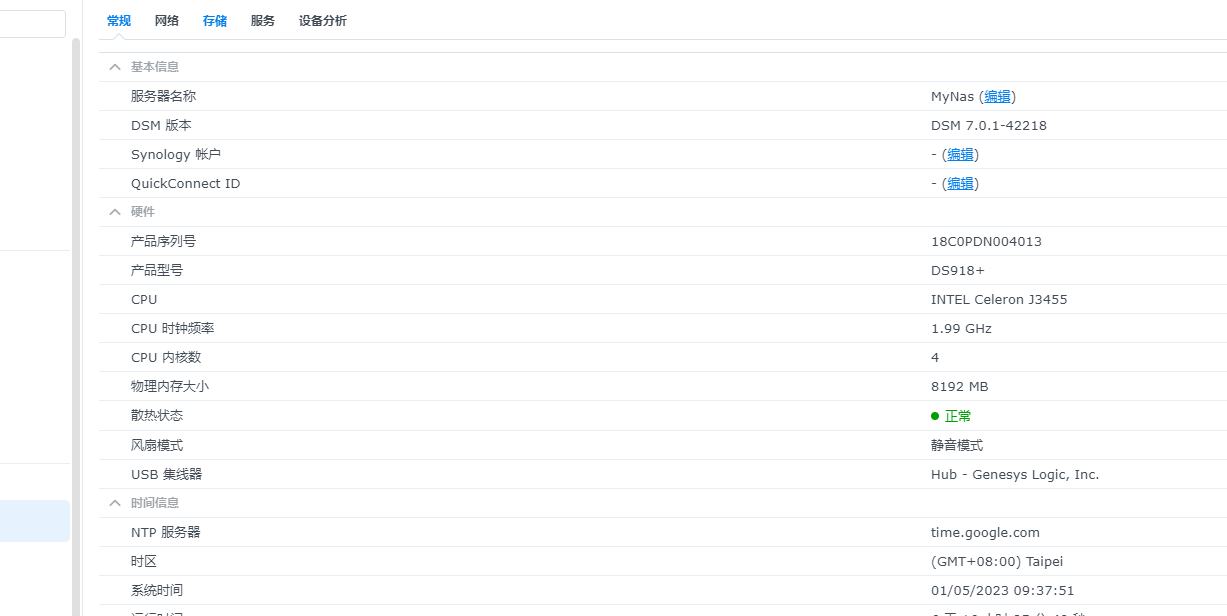 常规 网络 存储 服务 设备分析
基本信息
服务器名称 MyNas (编辑)
DSM 版本 DSM 7.0.1-42218
Synology 帐户 - (编辑)
QuickConnect ID - (编辑)
硬件
产品序列号 18C0PDN004013
产品型号 DS918+
CPU INTEL Celeron J3455
CPU 时钟频率 1.99 GHz
CPU 内核数 4
物理内存大小 8192 MB
散热状态 正常
风扇模式 静音模式
USB 集线器 Hub - Genesys Logic, Inc.
时间信息
NTP 服务器 time.google.com
时区 (GMT+08:00) Taipei
系统时间 01/05/2023 09:37:51